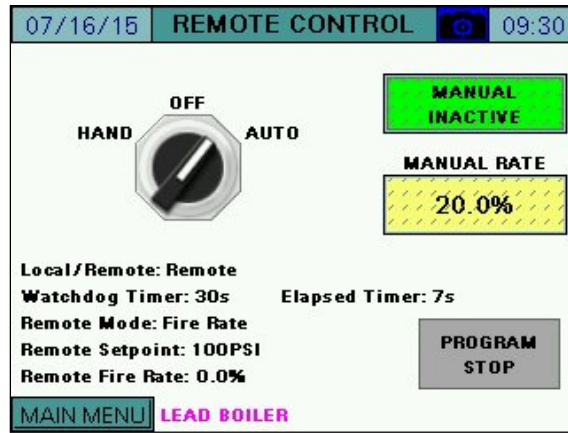 07/16/15 REMOTE CONTROL 09:30
OFF
HAND AUTO
MANUAL
INACTIVE
MANUAL RATE
20.0%
Local/Remote: Remote
Watchdog Timer: 30s Elapsed Timer: 7s
Remote Mode: Fire Rate
Remote Setpoint: 100PSI
Remote Fire Rate: 0.0%
PROGRAM
STOP
MAIN MENU LEAD BOILER